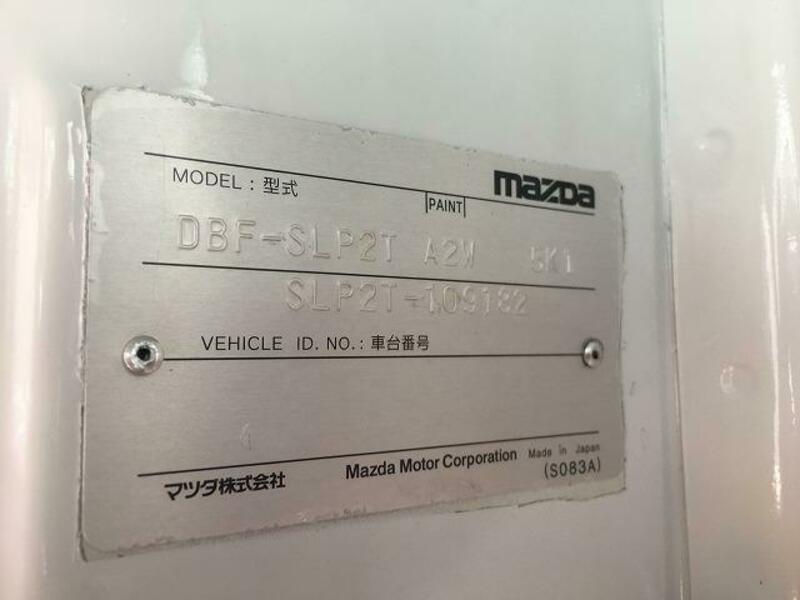 MODEL : 型式
PAINT
mazda
DBF-SLP2T A2W 5K1
SLP2T-109182
VEHICLE ID. NO. : 車台番号
マツダ株式会社
Mazda Motor Corporation
Made in Japan
(S083A)